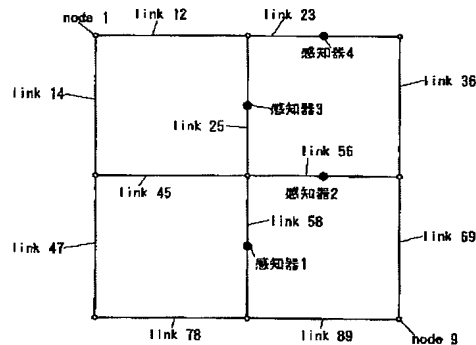 node 1
link 12
link 23
感知器4
link 14
link 36
感知器3
link 25
link 56
link 45
感知器2
link 47
link 58
link 69
感知器1
link 78
link 89
node 9